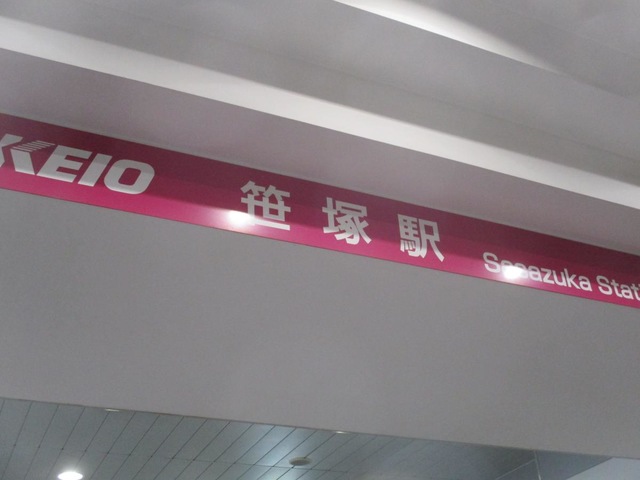 KEIO 笹塚駅 Sasazuka Stati